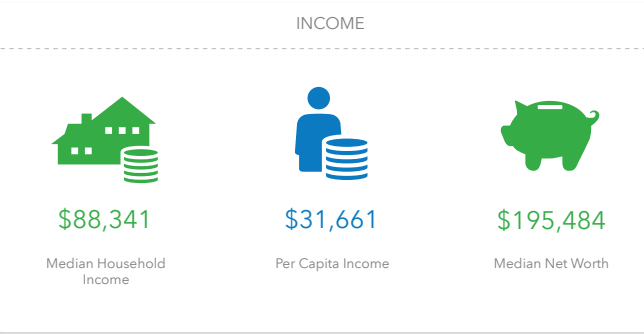 INCOME
$88,341
$31,661
$195,484
Median Household
Income
Per Capita Income
Median Net Worth